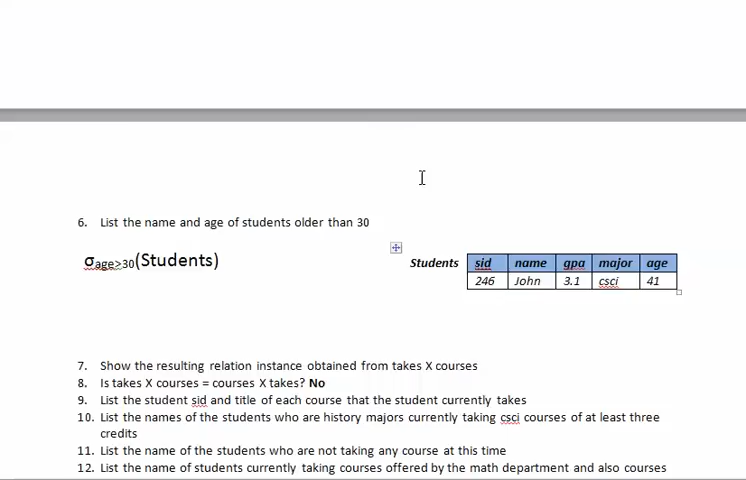 6. List the name and age of students older than 30
σage>30(Students)
Students
sid name gpa major age
246 John 3.1 csci 41
7. Show the resulting relation instance obtained from takes X courses
8. Is takes X courses = courses X takes? No
9. List the student sid and title of each course that the student currently takes
10. List the names of the students who are history majors currently taking csci courses of at least three
credits
11. List the name of the students who are not taking any course at this time
12. List the name of students currently taking courses offered by the math department and also courses